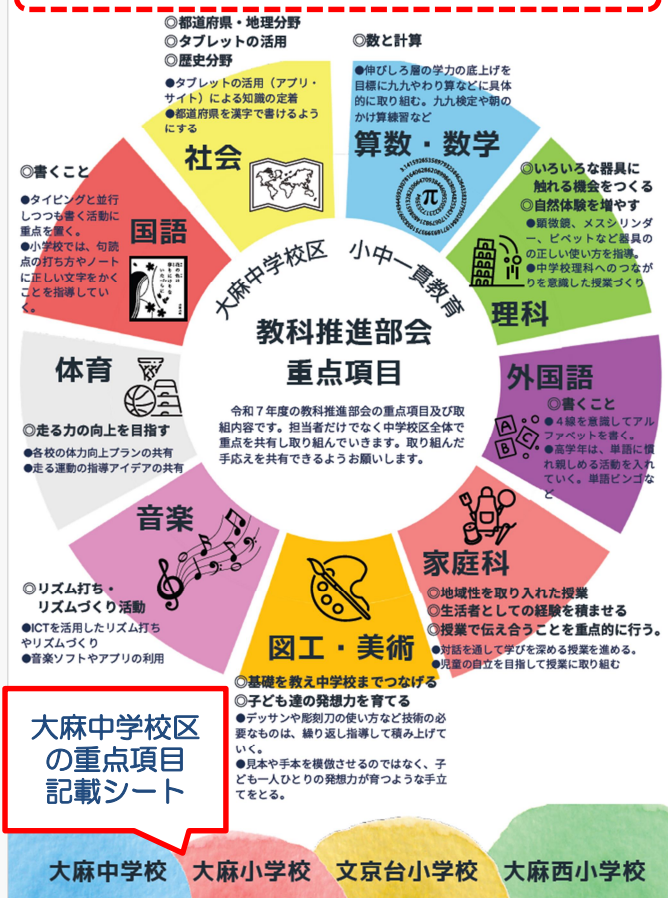 ◎都道府県・地理分野
◎タブレットの活用
◎歴史分野
●タブレットの活用（アプリ・
サイト）による知識の定着
●都道府県を漢字で書けるよう
にする
社会
◎数と計算
●伸びしろ層の学力の底上げを
目標に九九やわり算などに具体
的に取り組む。九九検定や朝の
かけ算練習など
算数・数学
π
◎いろいろな器具に
触れる機会をつくる
◎自然体験を増やす
●顕微鏡、メスシリンダ
ー、ピペットなど器具の
の正しい使い方を指導。
●中学校理科へのつなが
りを意識した授業づくり
理科
◎書くこと
●タイピングと並行
しつつも書く活動に
重点を置く。
●小学校では、句読
点の打ち方やノート
に正しい文字をかく
ことを指導してい
く。
国語
大麻中学校区 小中一貫教育
教科推進部会
重点項目
令和７年度の教科推進部会の重点項目及び取
組内容です。担当者だけでなく中学校区全体で
重点を共有し取り組んでいきます。取り組んだ
手応えを共有できるようお願いします。
外国語
◎書くこと
●４線を意識してアル
ファベットを書く。
●高学年は、単語に慣
れ親しめる活動を入れ
ていく。単語ビンゴな
ど
A
B
C
体育
◎走る力の向上を目指す
●各校の体力向上プランの共有
●走る運動の指導アイデアの共有
音楽
◎リズム打ち・
リズムづくり活動
●ICTを活用したリズム打ち
やリズムづくり
●音楽ソフトやアプリの利用
家庭科
◎地域性を取り入れた授業
◎生活者としての経験を積ませる
◎授業で伝え合うことを重点的に行う。
●対話を通して学びを深める授業を進める。
●児童の自立を目指して授業に取り組む
図工・美術
◎基礎を教え中学校までつなげる
◎子ども達の発想力を育てる
●デッサンや彫刻刀の使い方など技術の必
要なものは、繰り返し指導して積み上げて
いく。
●見本や手本を模倣させるのではなく、子
ども一人ひとりの発想力が育つような手立
てをとる。
大麻中学校区
の重点項目
記載シート
大麻中学校 大麻小学校 文京台小学校 大麻西小学校